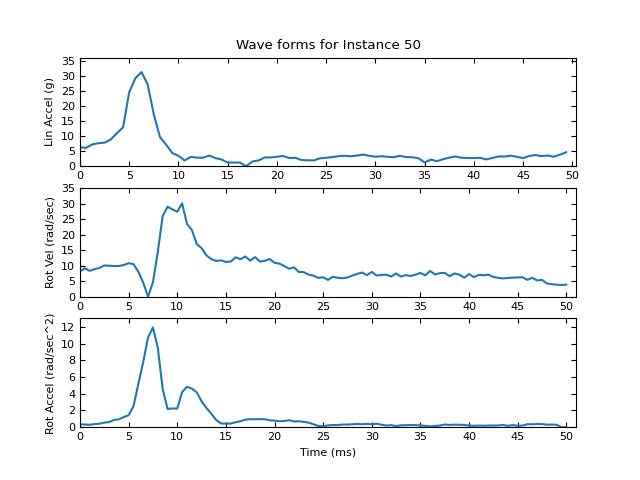 Wave forms for Instance 50
Lin Accel (g)
35
30
25
20
15
10
5
0
0 5 10 15 20 25 30 35 40 45 50
Rot Vel (rad/sec)
35
30
25
20
15
10
5
0
0 5 10 15 20 25 30 35 40 45 50
Rot Accel (rad/sec^2)
12
10
8
6
4
2
0
0 5 10 15 20 25 30 35 40 45 50
Time (ms)